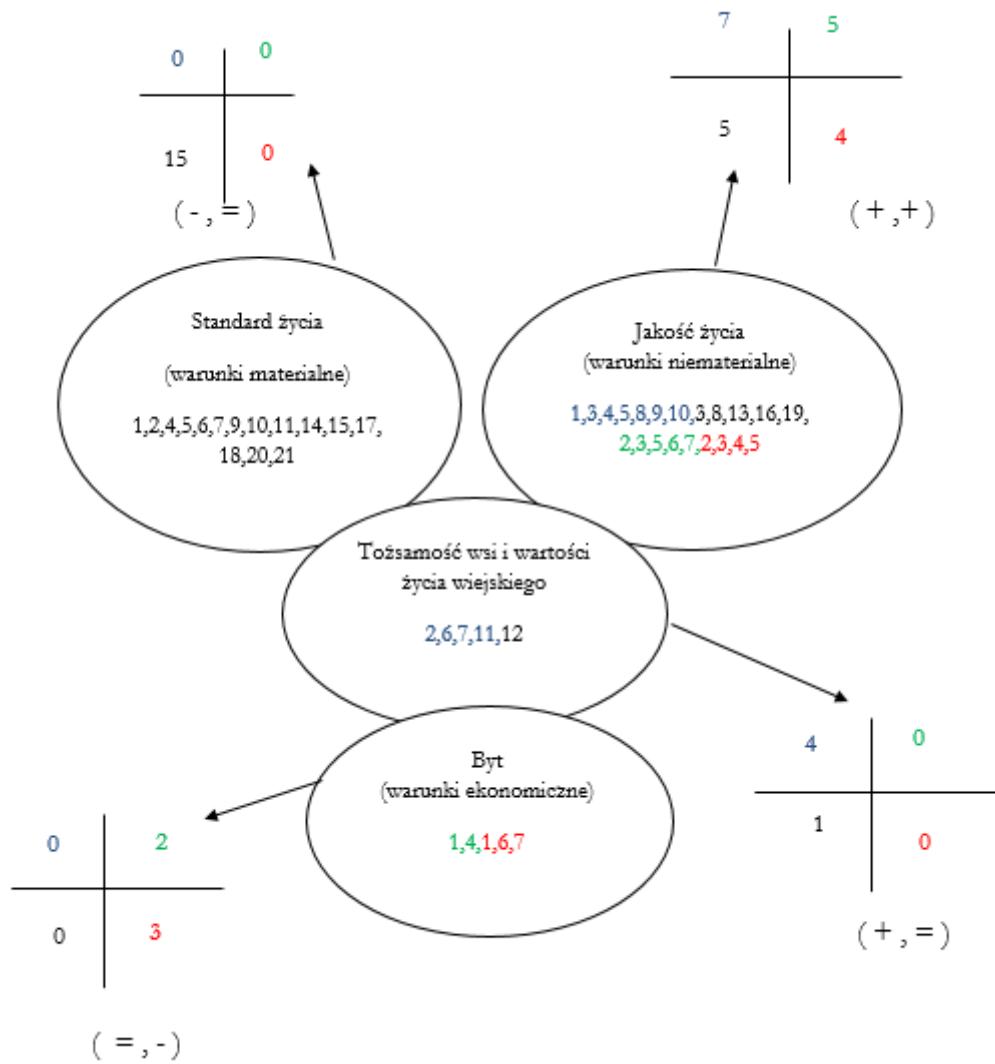 7 5
0 0
5 4
15 0
( - , = )
( + ,+ )
Standard życia
(warunki materialne)
1,2,4,5,6,7,9,10,11,14,15,17,
18,20,21
Jakość życia
(warunki niematerialne)
1,3,4,5,8,9,10,3,8,13,16,19,
2,3,5,6,7,2,3,4,5
Tożsamość wsi i wartości
życia wiejskiego
2,6,7,11,12
Byt
(warunki ekonomiczne)
1,4,1,6,7
4 0
1 0
( + , = )
0 2
0 3
( = , - )